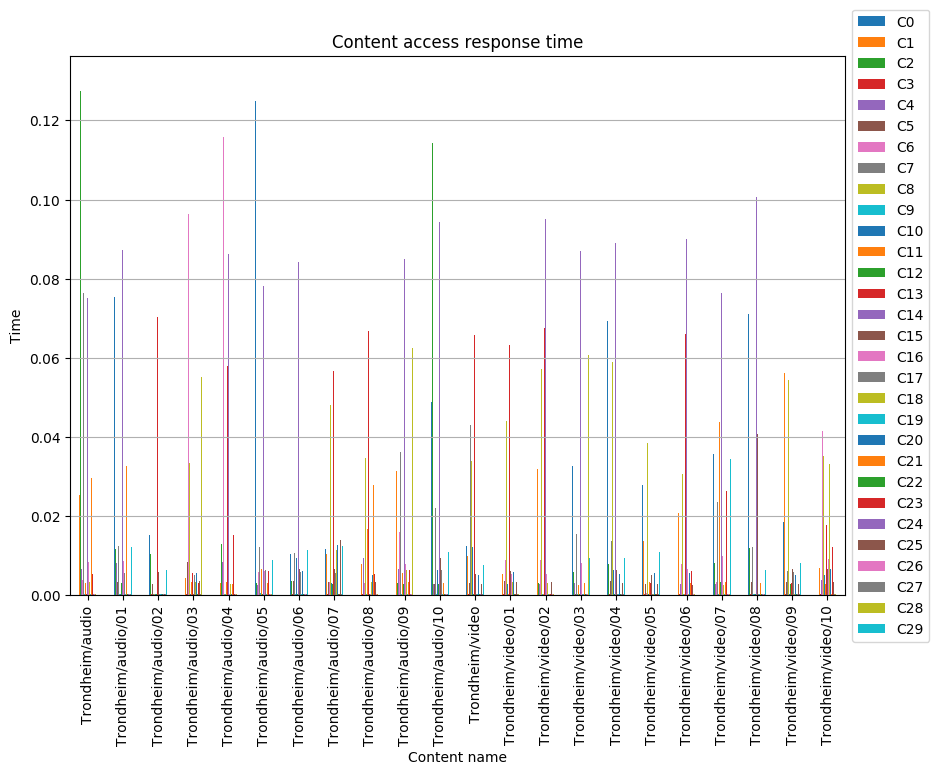 Content access response time
Time
0.12
0.10
0.08
0.06
0.04
0.02
0.00
Trondheim/audio
Trondheim/audio/01
Trondheim/audio/02
Trondheim/audio/03
Trondheim/audio/04
Trondheim/audio/05
Trondheim/audio/06
Trondheim/audio/07
Trondheim/audio/08
Trondheim/audio/09
Trondheim/audio/10
Trondheim/video
Trondheim/video/01
Trondheim/video/02
Trondheim/video/03
Trondheim/video/04
Trondheim/video/05
Trondheim/video/06
Trondheim/video/07
Trondheim/video/08
Trondheim/video/09
Trondheim/video/10
Content name
C0
C1
C2
C3
C4
C5
C6
C7
C8
C9
C10
C11
C12
C13
C14
C15
C16
C17
C18
C19
C20
C21
C22
C23
C24
C25
C26
C27
C28
C29